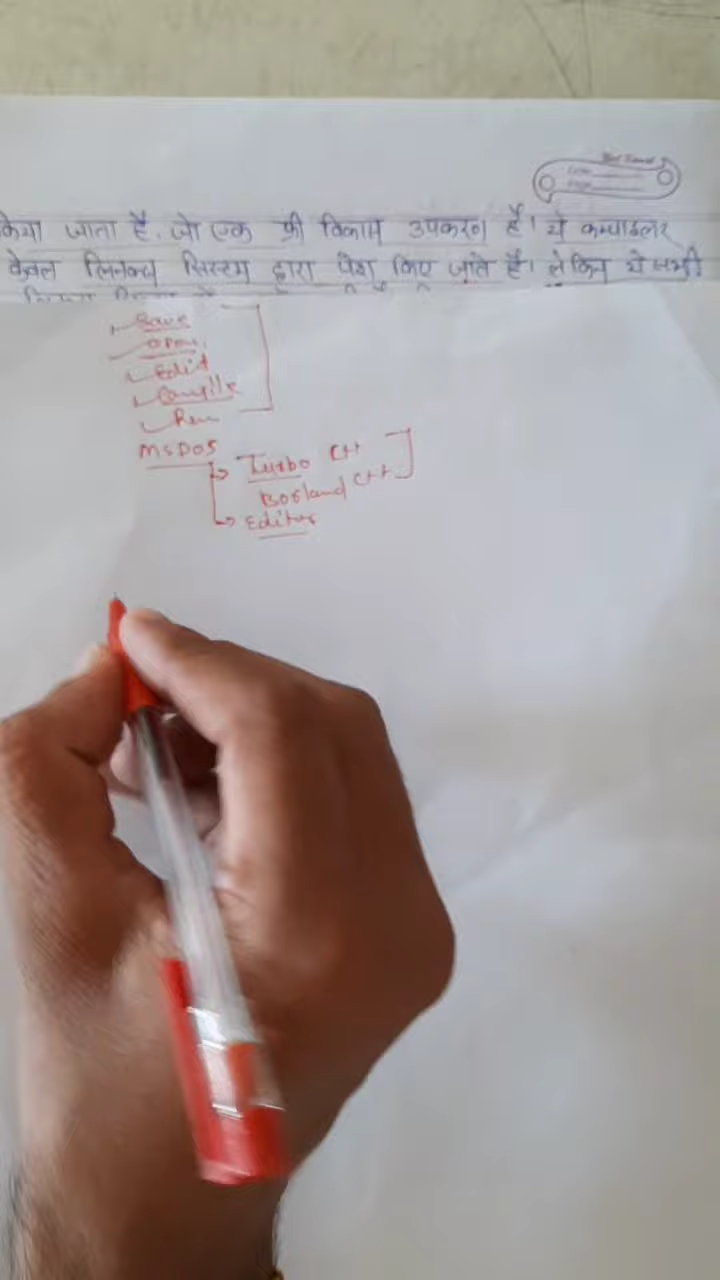 किया जाता है. जो एक फ्री विकास उपकरण है। ये कम्पाइलर
केवल लिनक्स सिस्टम द्वारा पेश किए जाते है। लेकिन ये सभी
Save
open
Edit
Compile
Run
MSDOS
Turbo C++
Borland C++
Editor